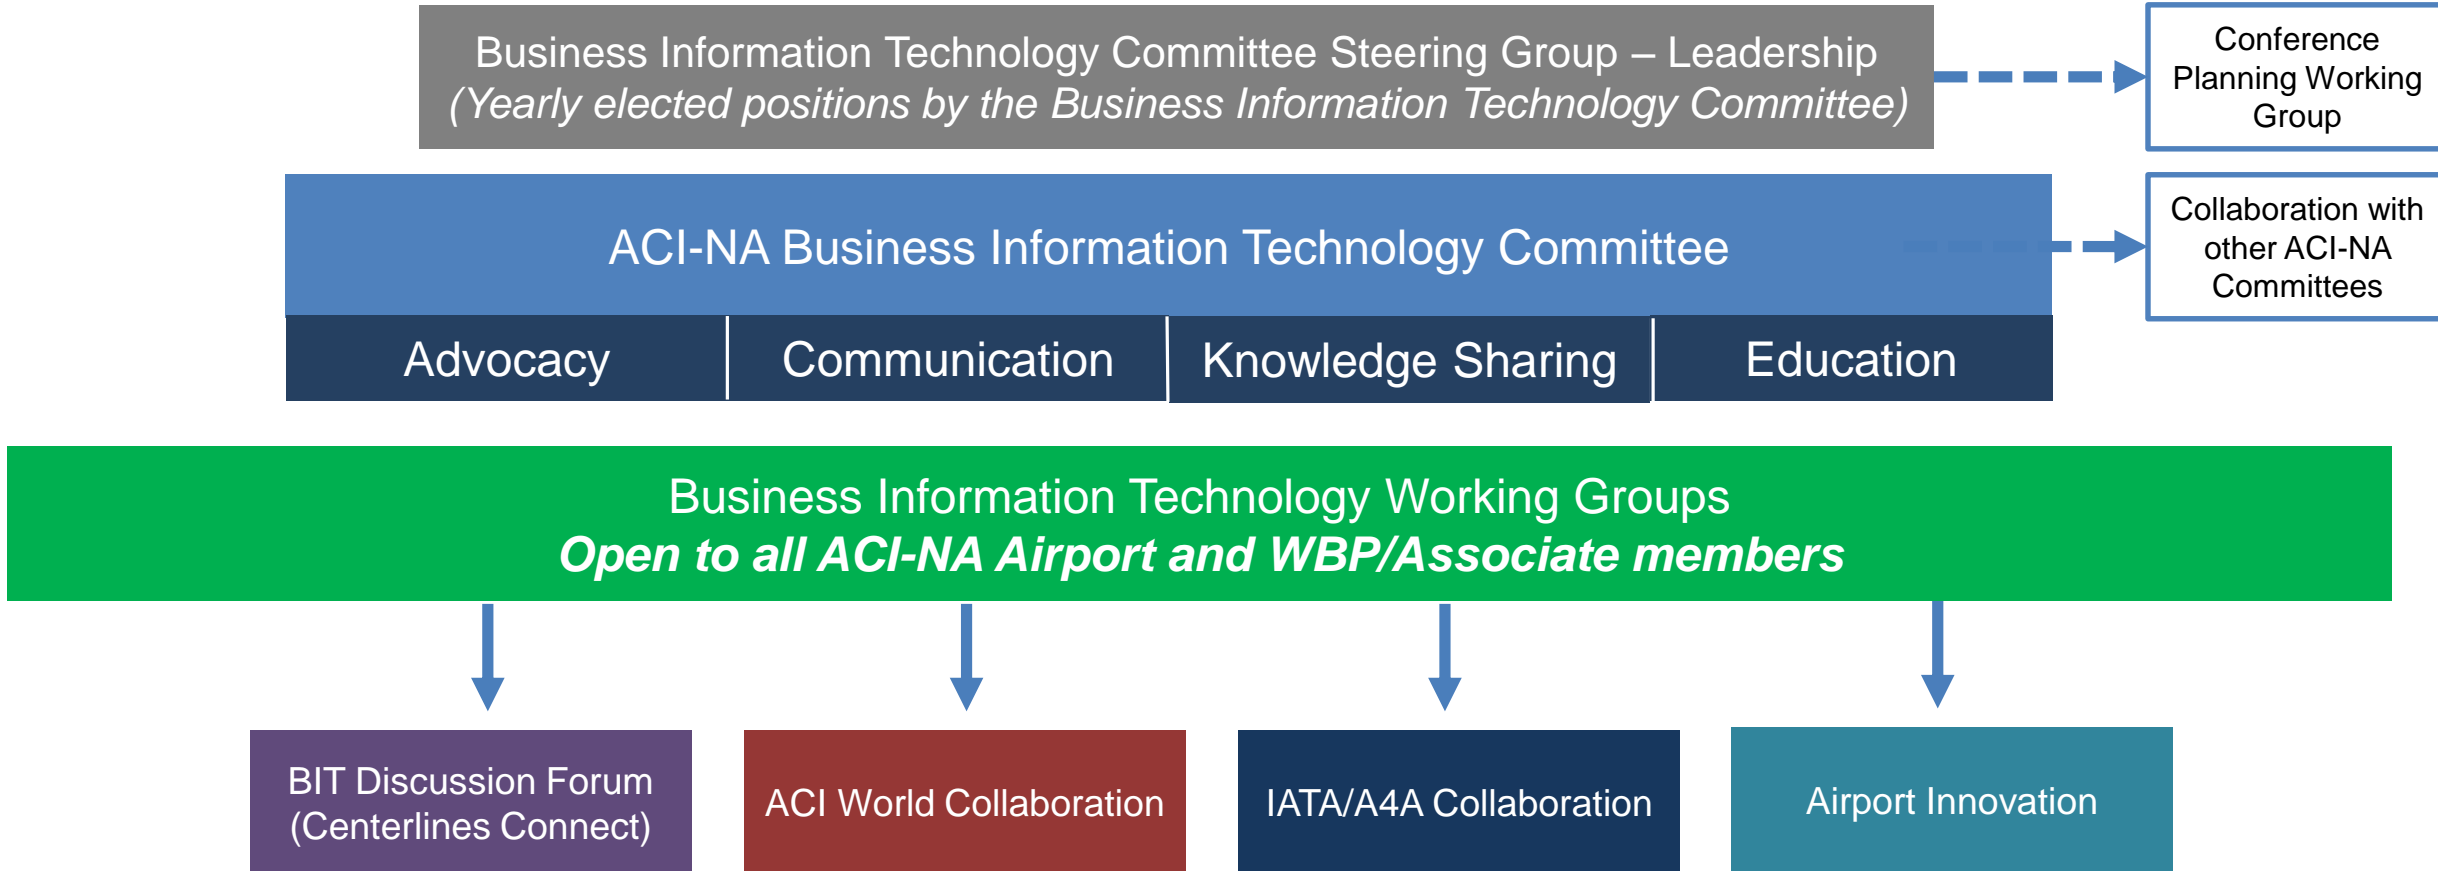 Business Information Technology Committee Steering Group – Leadership
(Yearly elected positions by the Business Information Technology Committee)
Conference
Planning Working
Group
ACI-NA Business Information Technology Committee
Collaboration with
other ACI-NA
Committees
Advocacy
Communication
Knowledge Sharing
Education
Business Information Technology Working Groups
Open to all ACI-NA Airport and WBP/Associate members
BIT Discussion Forum
(Centerlines Connect)
ACI World Collaboration
IATA/A4A Collaboration
Airport Innovation